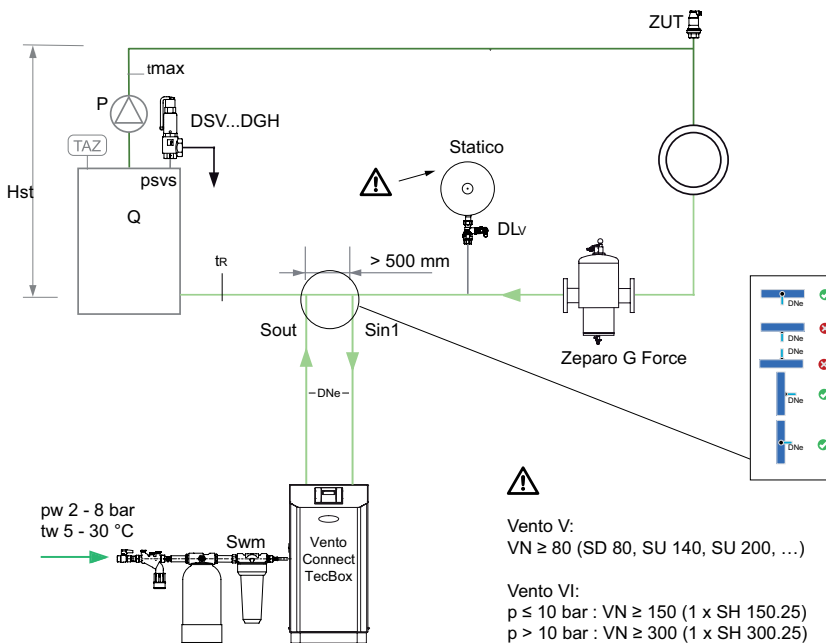 ZUT
tmax
P
DSV...DGH
TAZ
Statico
psvs
Hst
Q
DLV
tR
> 500 mm
Sout
Sin1
Zeparo G Force
DNe
DNe
DNe
DNe
DNe
DNe
pw 2 - 8 bar
tw 5 - 30 °C
Swm
Vento
Connect
TecBox
Vento V:
VN ≥ 80 (SD 80, SU 140, SU 200, …)
Vento VI:
p ≤ 10 bar : VN ≥ 150 (1 x SH 150.25)
p > 10 bar : VN ≥ 300 (1 x SH 300.25)